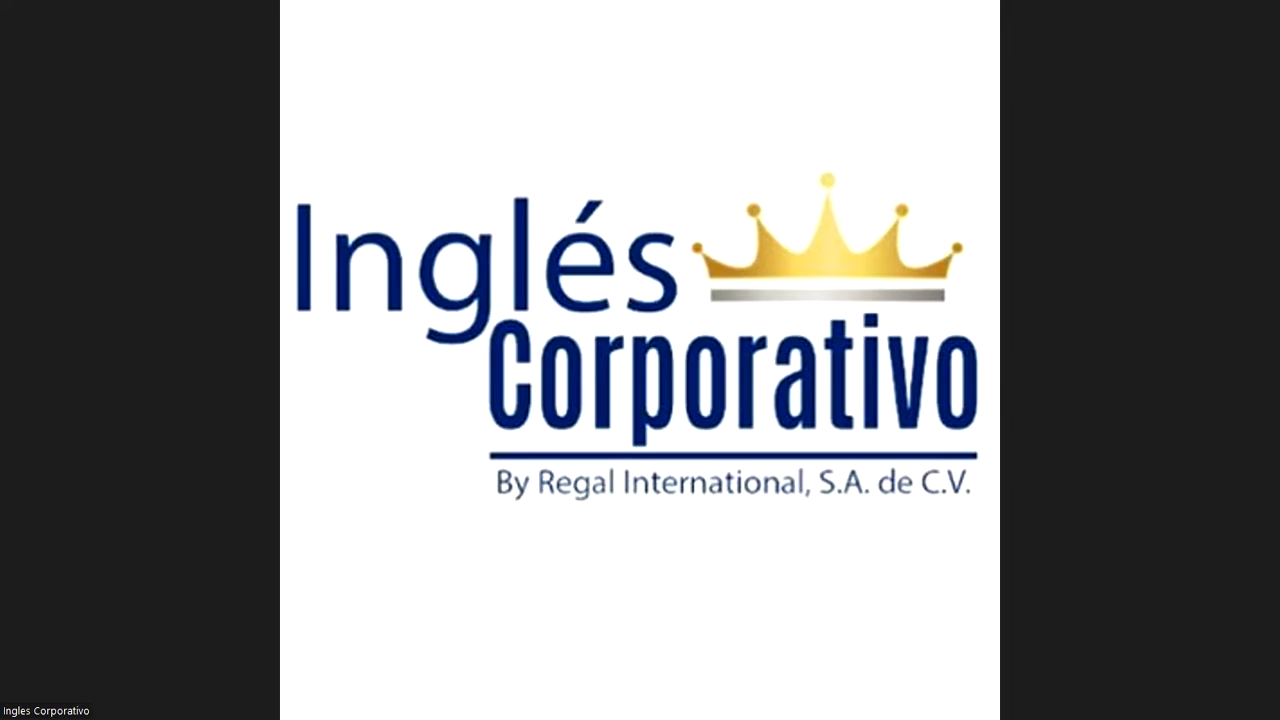 Inglés
Corporativo
By Regal International, S.A. de C.V.
Ingles Corporativo